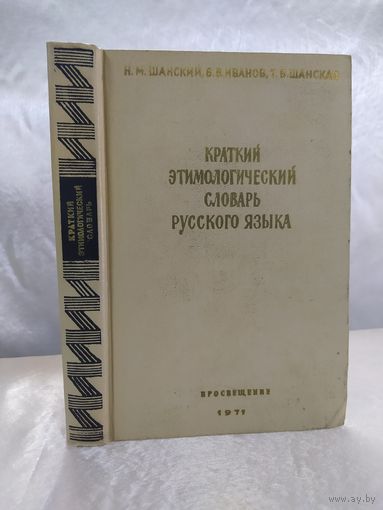 Н. М. ШАНСКИЙ, В. В. ИВАНОВ, Т. В. ШАНСКАЯ
КРАТКИЙ
ЭТИМОЛОГИЧЕСКИЙ
СЛОВАРЬ
РУССКОГО ЯЗЫКА
ПРОСВЕЩЕНИЕ
1971
КРАТКИЙ
ЭТИМОЛОГИЧЕСКИЙ
СЛОВАРЬ
www.ay.by